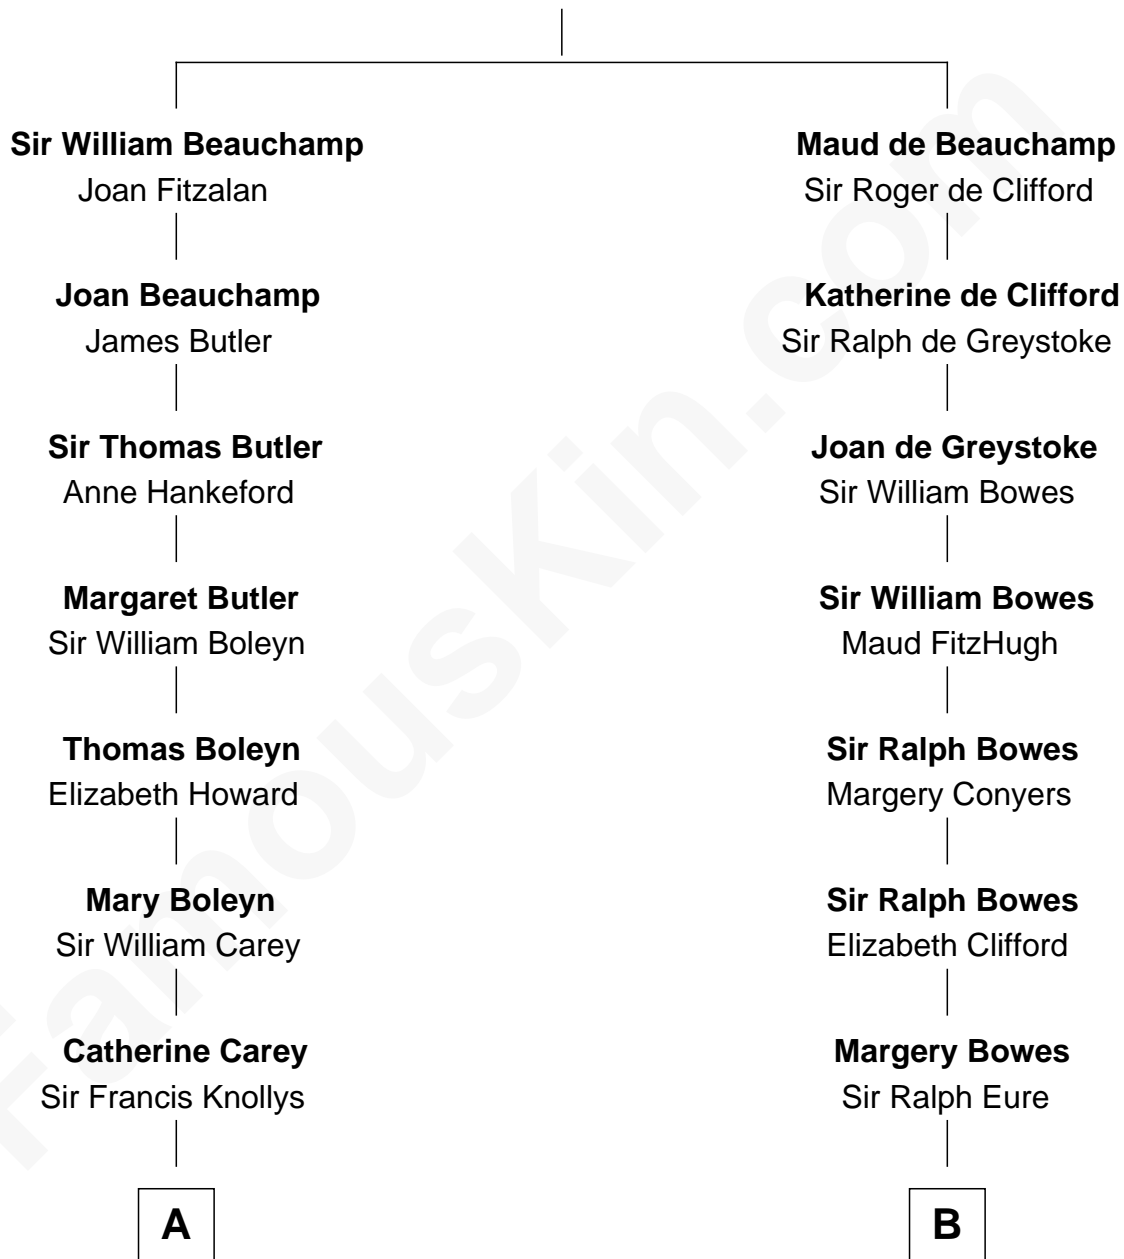 Sir William Beauchamp
Joan Fitzalan
Joan Beauchamp
James Butler
Sir Thomas Butler
Anne Hankeford
Margaret Butler
Sir William Boleyn
Thomas Boleyn
Elizabeth Howard
Mary Boleyn
Sir William Carey
Catherine Carey
Sir Francis Knollys
A
Maud de Beauchamp
Sir Roger de Clifford
Katherine de Clifford
Sir Ralph de Greystoke
Joan de Greystoke
Sir William Bowes
Sir William Bowes
Maud FitzHugh
Sir Ralph Bowes
Margery Conyers
Sir Ralph Bowes
Elizabeth Clifford
Margery Bowes
Sir Ralph Eure
B
FamousKin.com